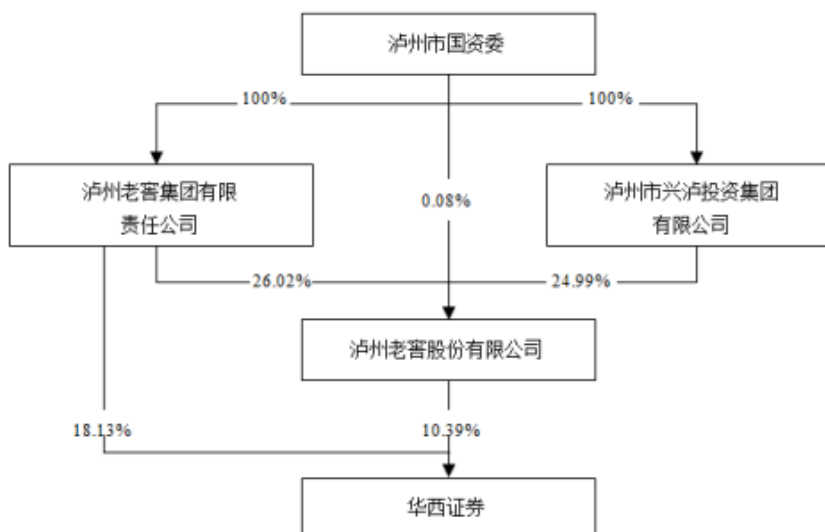 泸州市国资委
100%
100%
泸州老窖集团有限
责任公司
0.08%
泸州市兴泸投资集团
有限公司
26.02%
24.99%
泸州老窖股份有限公司
18.13%
10.39%
华西证券